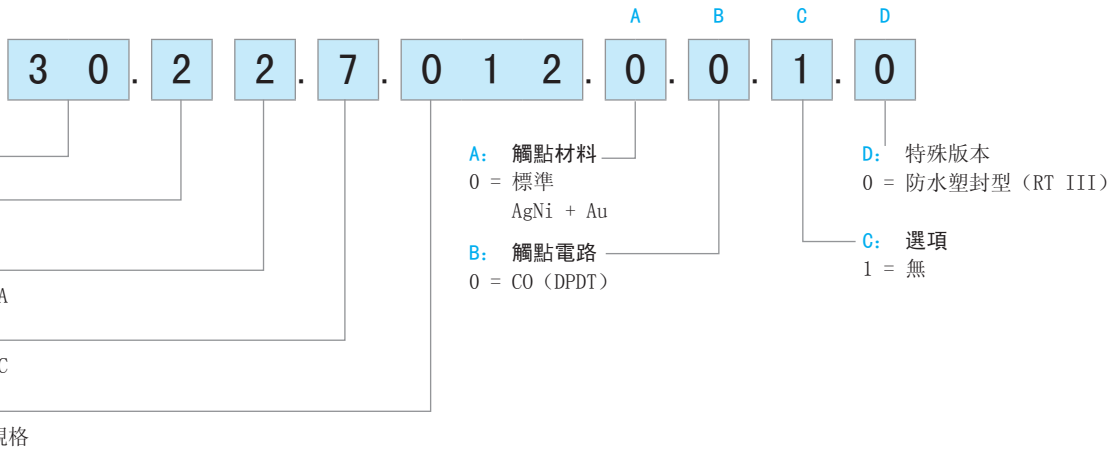 A B C D
3 0 . 2 2 . 7 . 0 1 2 . 0 . 0 . 1 . 0
A: 觸點材料
0 = 標準
AgNi + Au
B: 觸點電路
0 = CO (DPDT)
D: 特殊版本
0 = 防水塑封型 (RT III)
C: 選項
1 = 無
A
C
規格